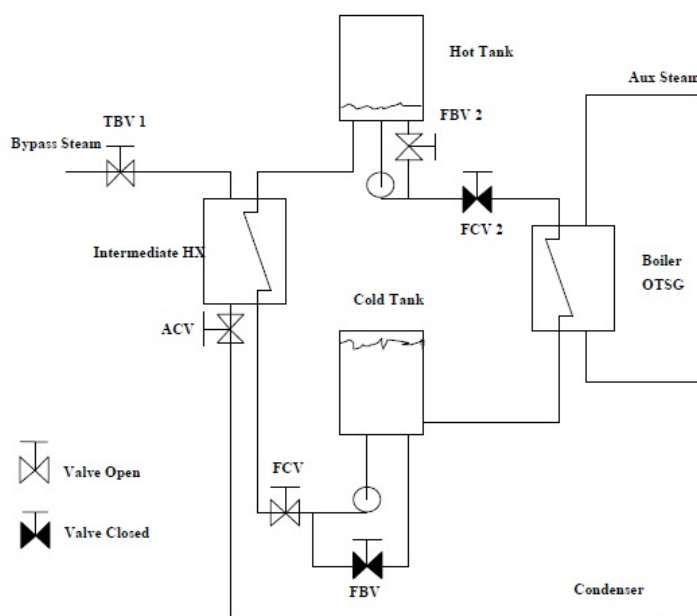 Hot Tank
Aux Steam
TBV 1
FBV 2
Bypass Steam
FCV 2
Intermediate HX
Boiler
OTSG
Cold Tank
ACV
Valve Open
FCV
Valve Closed
FBV
Condenser